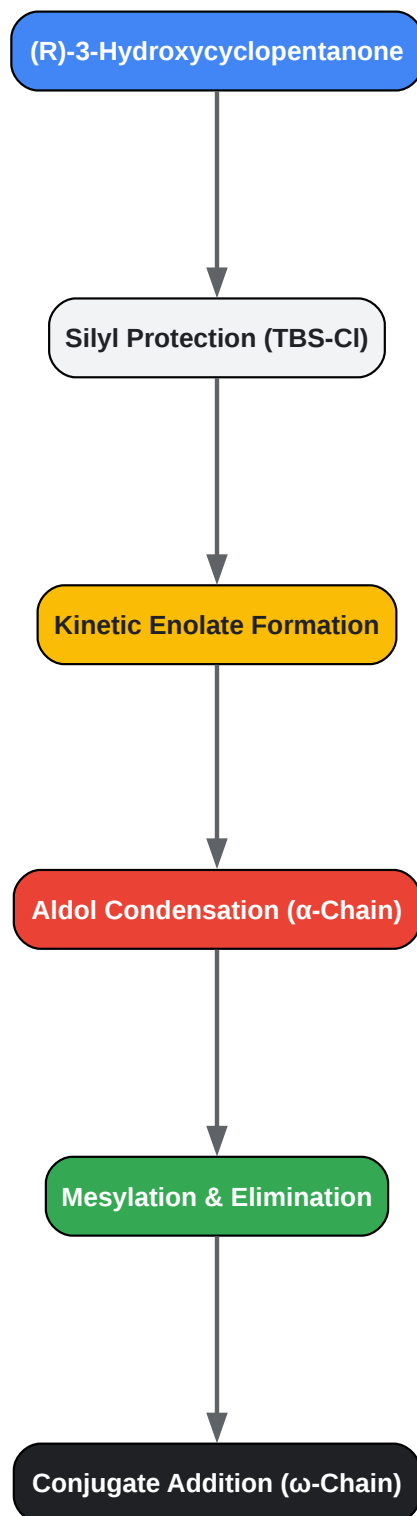 (R)-3-Hydroxycyclopentanone
Silyl Protection (TBS-Cl)
Kinetic Enolate Formation
Aldol Condensation (α-Chain)
Mesylation & Elimination
Conjugate Addition (ω-Chain)